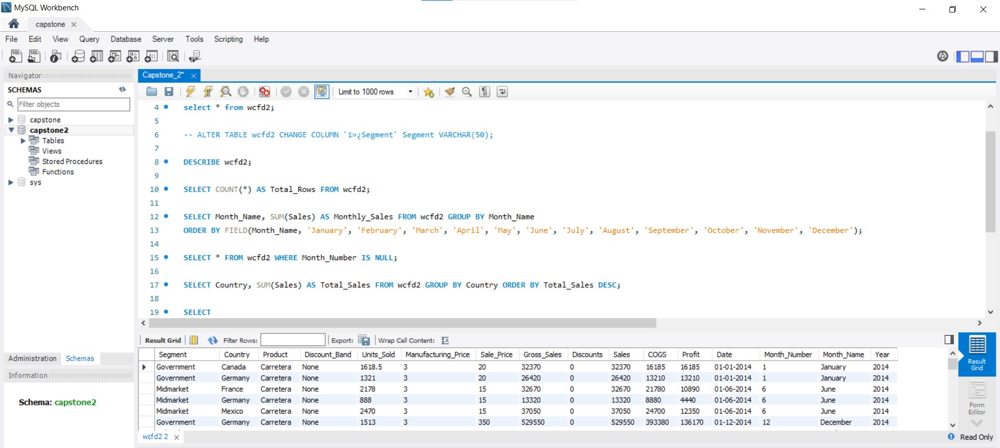 MySQL Workbench
capstone
File Edit View Query Database Server Tools Scripting Help
Navigator
SCHEMAS
Filter objects
capstone
capstone2
Tables
Views
Stored Procedures
Functions
sys
Administration Schemas
Information
Schema: capstone2
Capstone_2*
Limit to 1000 rows
4 select * from wcfd2;
5
6 -- ALTER TABLE wcfd2 CHANGE COLUMN `ï»¿Segment` Segment VARCHAR(50);
7
8 DESCRIBE wcfd2;
9
10 SELECT COUNT(*) AS Total_Rows FROM wcfd2;
11
12 SELECT Month_Name, SUM(Sales) AS Monthly_Sales FROM wcfd2 GROUP BY Month_Name
13 ORDER BY FIELD(Month_Name, 'January', 'February', 'March', 'April', 'May', 'June', 'July', 'August', 'September', 'October', 'November', 'December');
14
15 SELECT * FROM wcfd2 WHERE Month_Number IS NULL;
16
17 SELECT Country, SUM(Sales) AS Total_Sales FROM wcfd2 GROUP BY Country ORDER BY Total_Sales DESC;
18
19 SELECT
Result Grid Filter Rows: Export: Wrap Cell Content:
Segment Country Product Discount_Band Units_Sold Manufacturing_Price Sale_Price Gross_Sales Discounts Sales COGS Profit Date Month_Number Month_Name Year
Government Canada Carretera None 1618.5 3 20 32370 0 32370 16185 16185 01-01-2014 1 January 2014
Government Germany Carretera None 1321 3 20 26420 0 26420 13210 13210 01-01-2014 1 January 2014
Midmarket France Carretera None 2178 3 15 32670 0 32670 21780 10890 01-06-2014 6 June 2014
Midmarket Germany Carretera None 888 3 15 13320 0 13320 8880 4440 01-06-2014 6 June 2014
Midmarket Mexico Carretera None 2470 3 15 37050 0 37050 24700 12350 01-06-2014 6 June 2014
Government Germany Carretera None 1513 3 350 529550 0 529550 393380 136170 01-12-2014 12 December 2014
Result
Grid
Form
Editor
wcfd2 2
Read Only